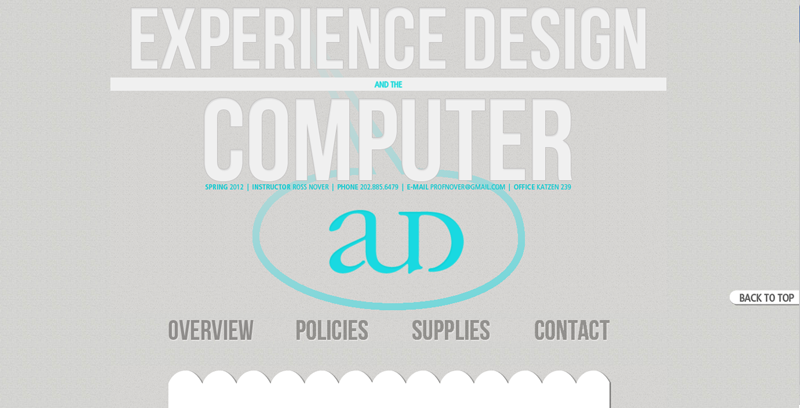 EXPERIENCE DESIGN
AND THE
COMPUTER
SPRING 2012 | INSTRUCTOR ROSS NOVER | PHONE 202.885.6479 | E-MAIL PROFNOVER@GMAIL.COM | OFFICE KATZEN 239
au
BACK TO TOP
OVERVIEW POLICIES SUPPLIES CONTACT